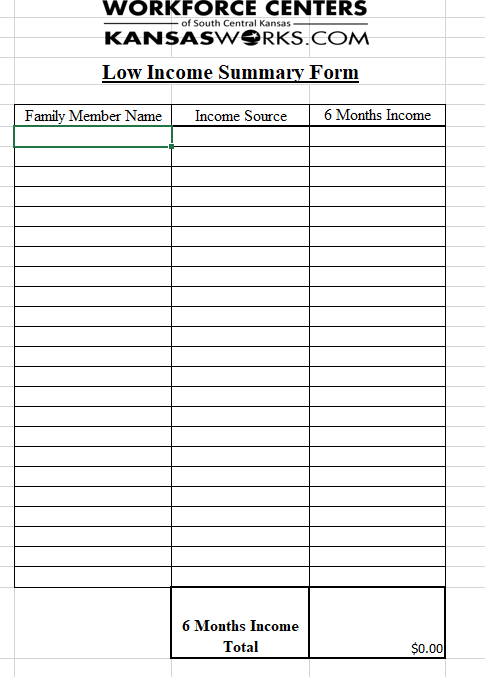 WORKFORCE CENTERS
of South Central Kansas
KANSASWORKS.COM
Low Income Summary Form
Family Member Name Income Source 6 Months Income
6 Months Income
Total $0.00